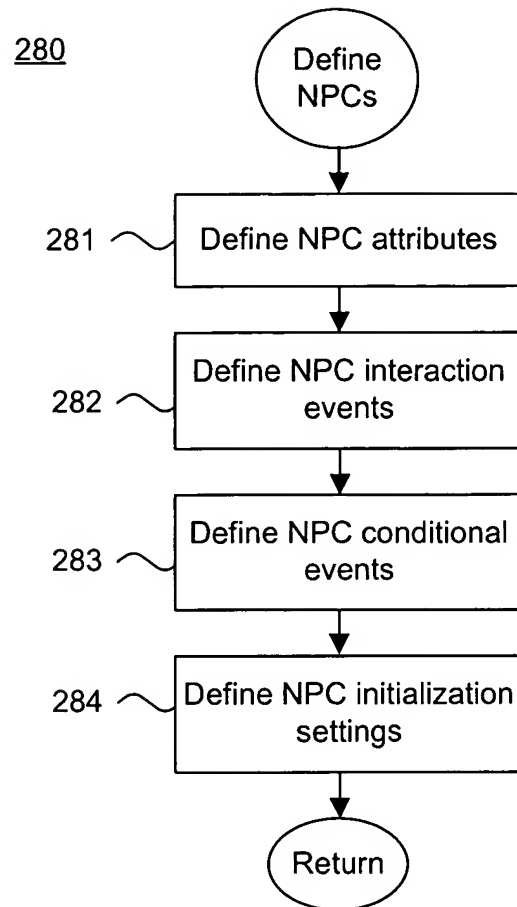 280
Define
NPCs
281
Define NPC attributes
282
Define NPC interaction
events
283
Define NPC conditional
events
284
Define NPC initialization
settings
Return